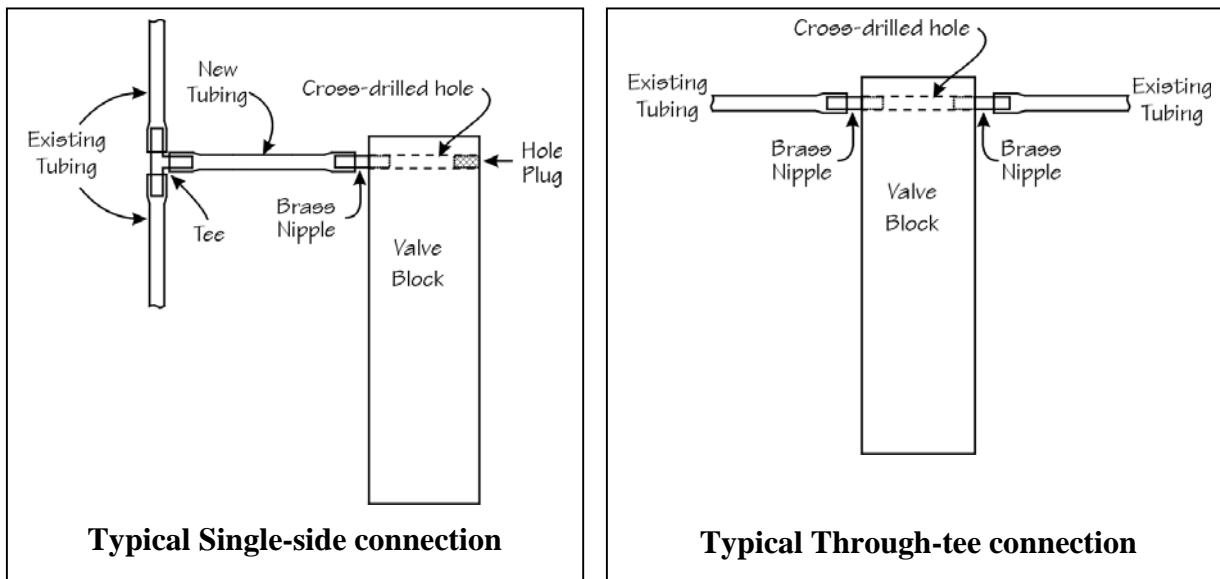 New
Tubing
Cross-drilled hole
Existing
Tubing
Hole
Plug
Tee
Brass
Nipple
Valve
Block
Typical Single-side connection
Cross-drilled hole
Existing
Tubing
Existing
Tubing
Brass
Nipple
Brass
Nipple
Valve
Block
Typical Through-tee connection